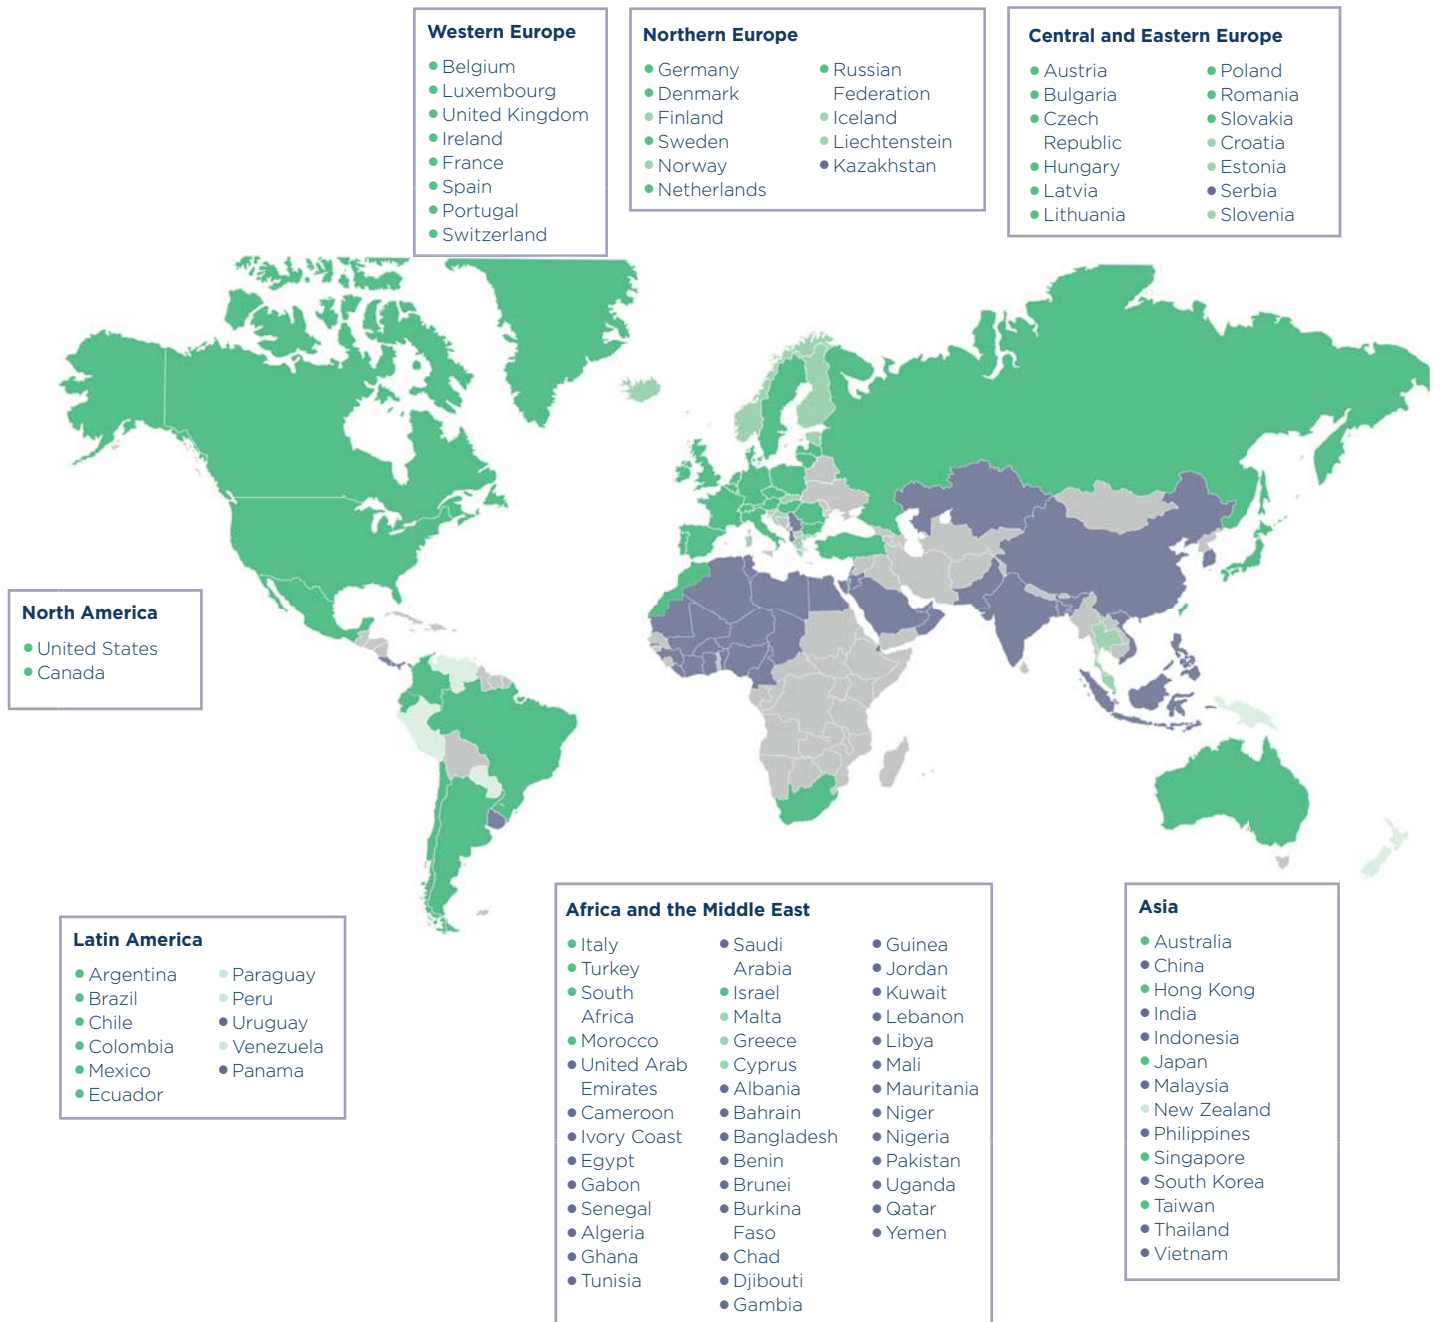 Western Europe
Belgium
Luxembourg
United Kingdom
Ireland
France
Spain
Portugal
Switzerland
Northern Europe
Germany
Denmark
Finland
Sweden
Norway
Netherlands
Russian
Federation
Iceland
Liechtenstein
Kazakhstan
Central and Eastern Europe
Austria
Bulgaria
Czech
Republic
Hungary
Latvia
Lithuania
Poland
Romania
Slovakia
Croatia
Estonia
Serbia
Slovenia
North America
United States
Canada
Latin America
Argentina
Brazil
Chile
Colombia
Mexico
Ecuador
Paraguay
Peru
Uruguay
Venezuela
Panama
Africa and the Middle East
Italy
Turkey
South
Africa
Morocco
United Arab
Emirates
Cameroon
Ivory Coast
Egypt
Gabon
Senegal
Algeria
Ghana
Tunisia
Saudi
Arabia
Israel
Malta
Greece
Cyprus
Albania
Bahrain
Bangladesh
Benin
Brunei
Burkina
Faso
Chad
Djibouti
Gambia
Guinea
Jordan
Kuwait
Lebanon
Libya
Mali
Mauritania
Niger
Nigeria
Pakistan
Uganda
Qatar
Yemen
Asia
Australia
China
Hong Kong
India
Indonesia
Japan
Malaysia
New Zealand
Philippines
Singapore
South Korea
Taiwan
Thailand
Vietnam